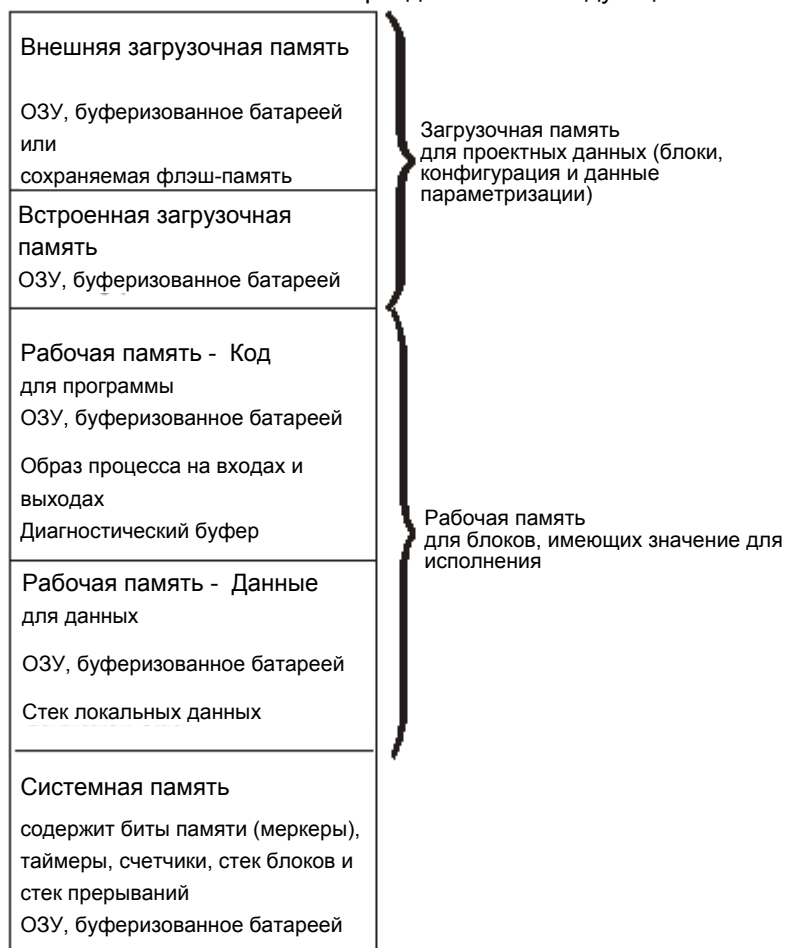 Внешняя загрузочная память
ОЗУ, буферизованное батареей
или
сохраняемая флэш-память
Загрузочная память
для проектных данных (блоки,
конфигурация и данные
параметризации)
Встроенная загрузочная
память
ОЗУ, буферизованное батареей
Рабочая память - Код
для программы
ОЗУ, буферизованное батареей
Образ процесса на входах и
выходах
Диагностический буфер
Рабочая память
для блоков, имеющих значение для
исполнения
Рабочая память - Данные
для данных
ОЗУ, буферизованное батареей
Стек локальных данных
Системная память
содержит биты памяти (меркеры),
таймеры, счетчики, стек блоков и
стек прерываний
ОЗУ, буферизованное батареей